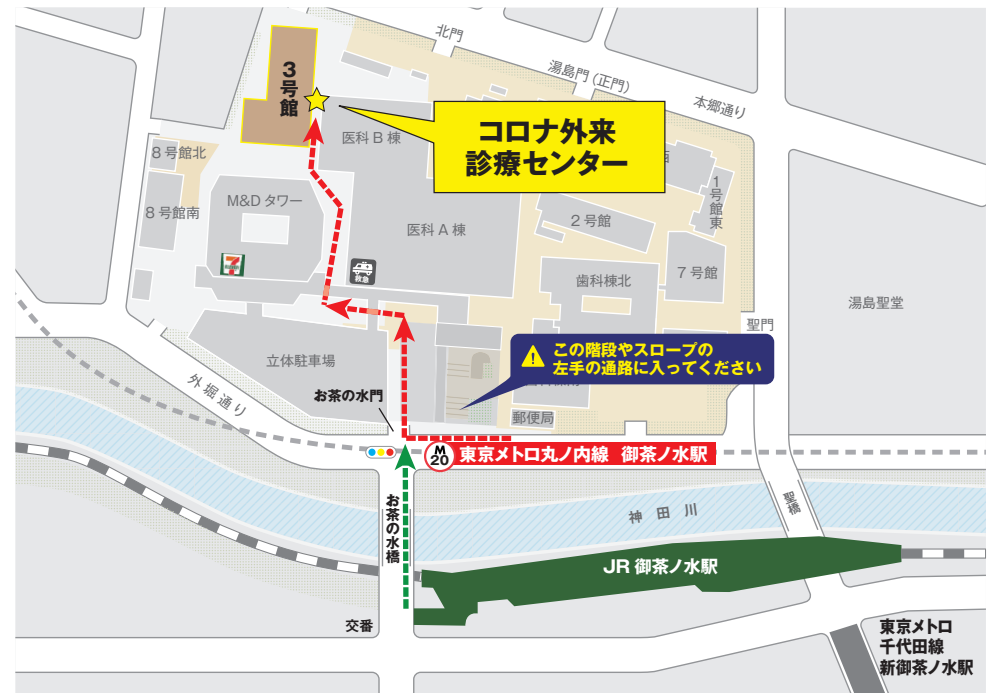 北門
湯島門(正門)
本郷通り
3号館
コロナ外来
診療センター
医科B棟
8号館北
8号館南
M&Dタワー
7
医科A棟
救急
2号館
1号館東
歯科棟北
7号館
湯島聖堂
聖門
立体駐車場
この階段やスロープの
左手の通路に入ってください
お茶の水門
外堀通り
郵便局
M
20
東京メトロ丸ノ内線 御茶ノ水駅
お茶の水橋
神田川
聖橋
JR 御茶ノ水駅
交番
東京メトロ
千代田線
新御茶ノ水駅